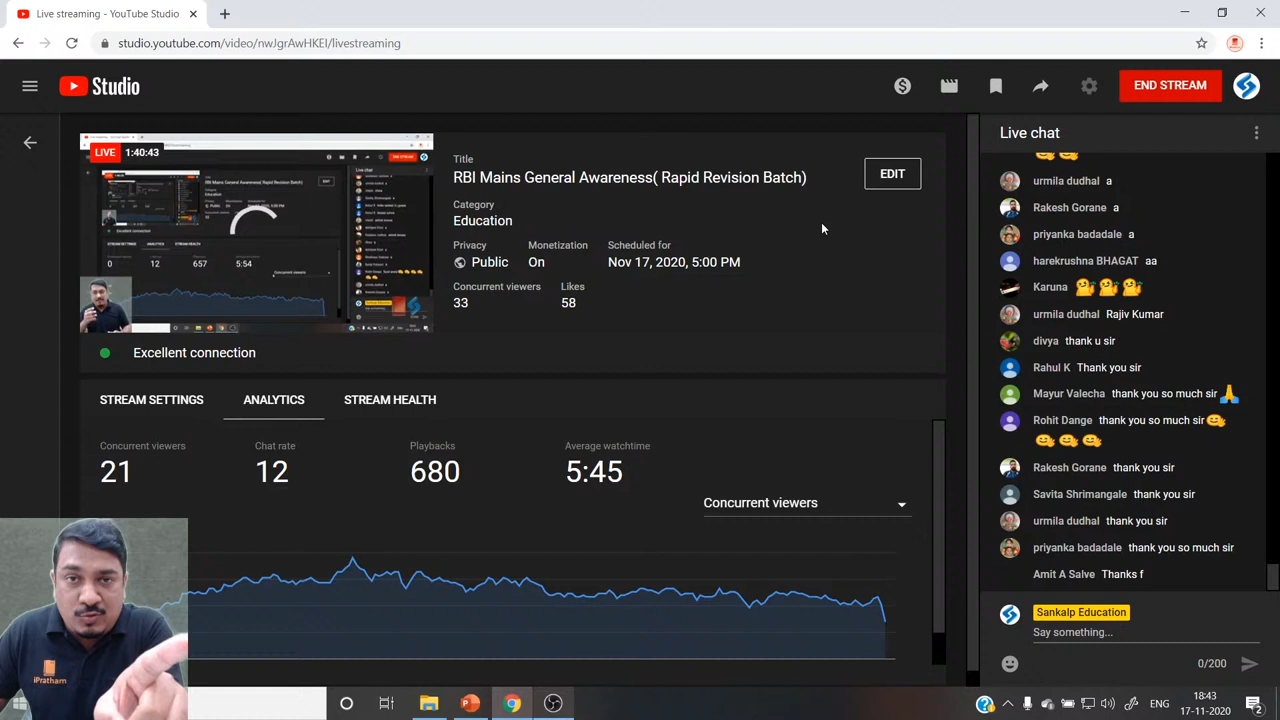 Live streaming - YouTube Studio
studio.youtube.com/video/nwJgrAwHKEI/livestreaming
Studio
END STREAM
LIVE 1:40:43
Title
RBI Mains General Awareness( Rapid Revision Batch)
EDIT
Category
Education
Privacy
Public
Monetization
On
Scheduled for
Nov 17, 2020, 5:00 PM
Concurrent viewers
33
Likes
58
Excellent connection
STREAM SETTINGS
ANALYTICS
STREAM HEALTH
Concurrent viewers
21
Chat rate
12
Playbacks
680
Average watchtime
5:45
Concurrent viewers
iPratham
Live chat
urmila dudhal a
Rakesh Gorane a
priyanka badadale a
harekrushna BHAGAT aa
Karuna
urmila dudhal Rajiv Kumar
divya thank u sir
Rahul K Thank you sir
Mayur Valecha thank you so much sir
Rohit Dange thank you so much sir
Rakesh Gorane thank you sir
Savita Shrimangale thank you sir
urmila dudhal thank you sir
priyanka badadale thank you so much sir
Amit A Salve Thanks f
Sankalp Education
Say something...
0/200
ENG
18:43
17-11-2020
2